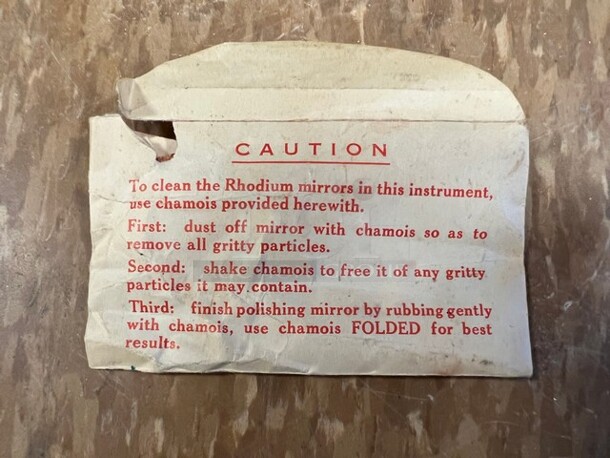 CAUTION
To clean the Rhodium mirrors in this instrument,
use chamois provided herewith.
First: dust off mirror with chamois so as to
remove all gritty particles.
Second: shake chamois to free it of any gritty
particles it may contain.
Third: finish polishing mirror by rubbing gently
with chamois, use chamois FOLDED for best
results.